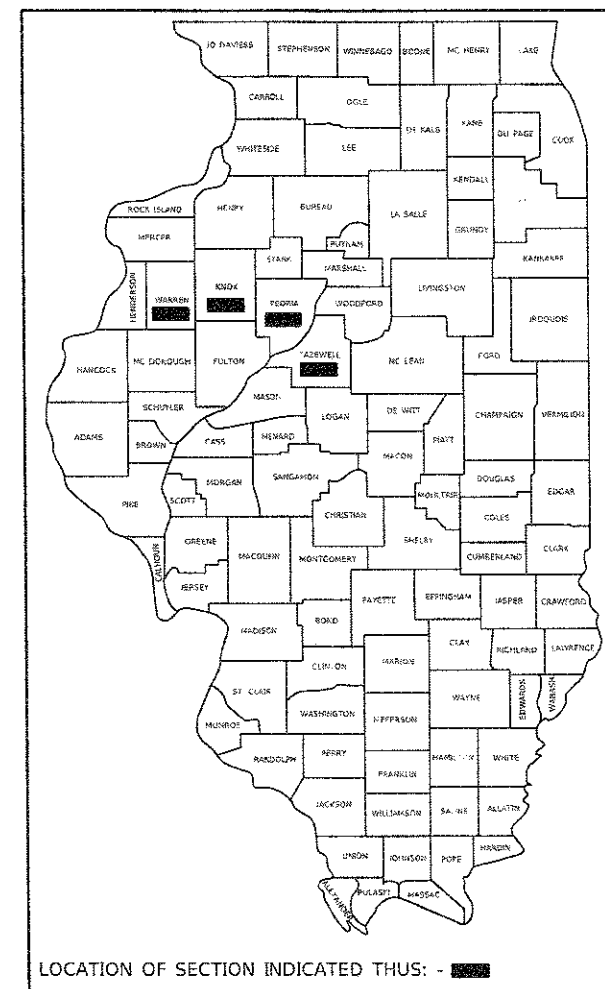 JO DAVIESS
STEPHENSON
WINNEBAGO
BOONE
MC HENRY
LAKE
CARROLL
OGLE
DE KALB
KANE
DU PAGE
COOK
WHITESIDE
LEE
KENDALL
ROCK ISLAND
HENRY
BUREAU
LA SALLE
GRUNDY
MERCER
PUTNAM
STARK
MARSHALL
KANKAKEE
HENDERSON
WARREN
KNOX
PEORIA
WOODFORD
LIVINGSTON
IROQUOIS
HANCOCK
MC DONOUGH
FULTON
TAZEWELL
MC LEAN
FORD
SCHUYLER
MASON
LOGAN
DE WITT
CHAMPAIGN
VERMILION
ADAMS
BROWN
CASS
MENARD
MACON
PIATT
PIKE
SCOTT
MORGAN
SANGAMON
CHRISTIAN
MOULTRIE
DOUGLAS
EDGAR
COLES
GREENE
MACOUPIN
MONTGOMERY
SHELBY
CUMBERLAND
CLARK
CALHOUN
JERSEY
FAYETTE
EFFINGHAM
JASPER
CRAWFORD
MADISON
BOND
CLAY
RICHLAND
LAWRENCE
CLINTON
MARION
ST CLAIR
WASHINGTON
WAYNE
EDWARDS
WABASH
MONROE
JEFFERSON
RANDOLPH
PERRY
HAMILTON
WHITE
FRANKLIN
JACKSON
WILLIAMSON
SALINE
GALLATIN
UNION
JOHNSON
POPE
HARDIN
ALEXANDER
PULASKI
MASSAC
LOCATION OF SECTION INDICATED THUS: -